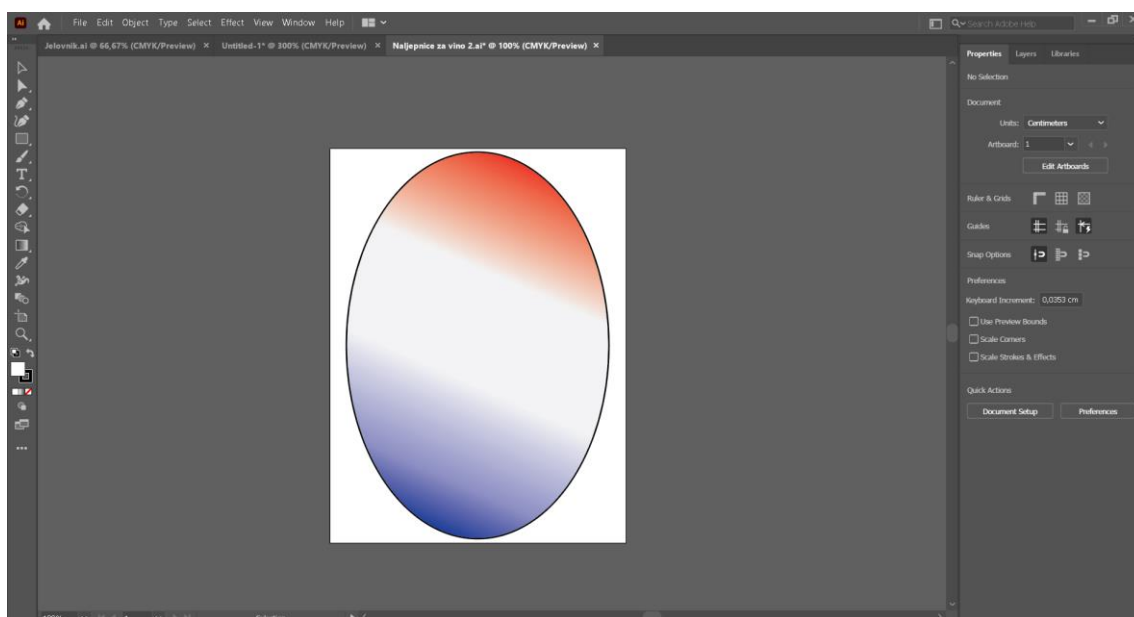 Ai File Edit Object Type Select Effect View Window Help Search Adobe Help
Jelovnik.ai @ 66,67% (CMYK/Preview) × Untitled-1* @ 300% (CMYK/Preview) × Naljepnice za vino 2.ai* @ 100% (CMYK/Preview) ×
Properties Layers Libraries
No Selection
Document
Units: Centimeters
Artboard: 1
Edit Artboards
Ruler & Grids
Guides
Snap Options
Preferences
Keyboard Increment: 0,0353 cm
Use Preview Bounds
Scale Corners
Scale Strokes & Effects
Quick Actions
Document Setup Preferences